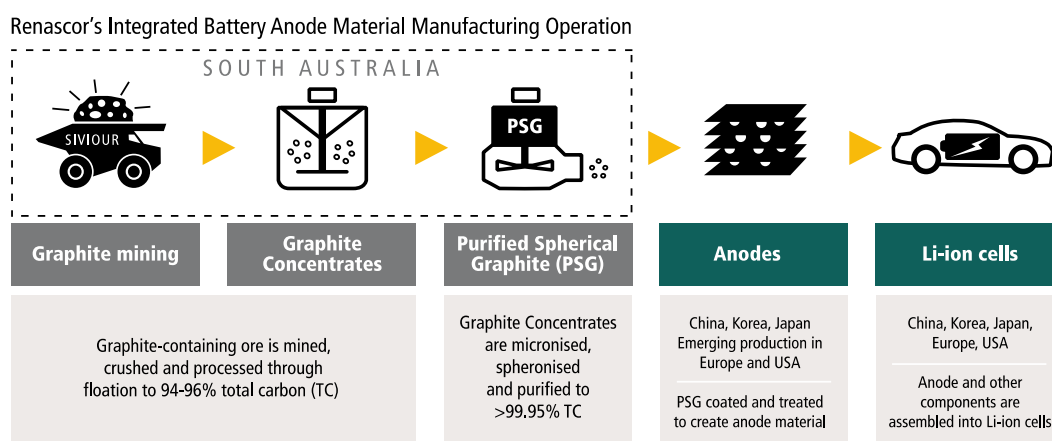 Renascor's Integrated Battery Anode Material Manufacturing Operation
SOUTH AUSTRALIA
SIVIOUR
PSG
Graphite mining
Graphite
Concentrates
Purified Spherical
Graphite (PSG)
Anodes
Li-ion cells
Graphite-containing ore is mined,
crushed and processed through
floation to 94-96% total carbon (TC)
Graphite Concentrates
are micronised,
spheronised
and purified to
>99.95% TC
China, Korea, Japan
Emerging production in
Europe and USA
PSG coated and treated
to create anode material
China, Korea, Japan,
Europe, USA
Anode and other
components are
assembled into Li-ion cells